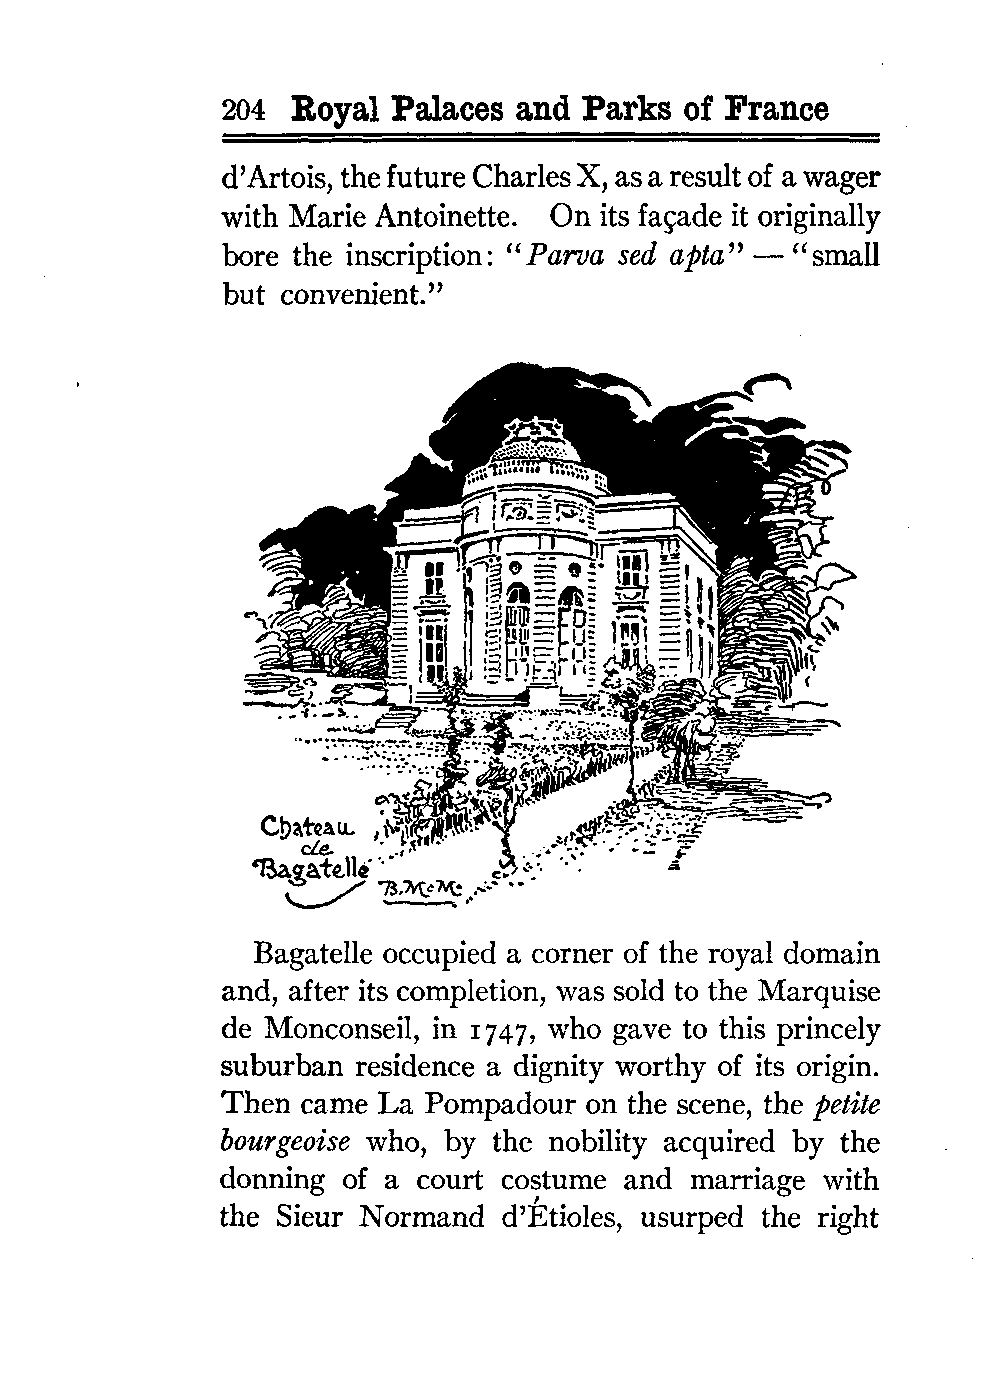 204 Royal Palaces and Parks of France
d'Artois, the future Charles X, as a result of a wager
with Marie Antoinette. On its façade it originally
bore the inscription: "Parva sed apta" — "small
but convenient."
Chateau
de
Bagatelle
B.McM.
Bagatelle occupied a corner of the royal domain
and, after its completion, was sold to the Marquise
de Monconseil, in 1747, who gave to this princely
suburban residence a dignity worthy of its origin.
Then came La Pompadour on the scene, the petite
bourgeoise who, by the nobility acquired by the
donning of a court costume and marriage with
the Sieur Normand d'Étioles, usurped the right